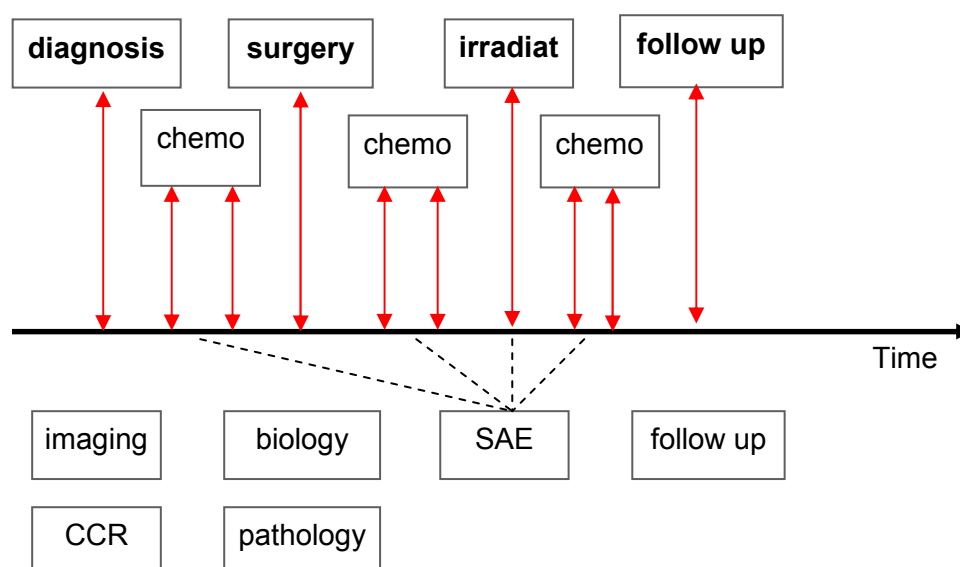 diagnosis
surgery
irradiat
follow up
chemo
chemo
chemo
Time
imaging
biology
SAE
follow up
CCR
pathology